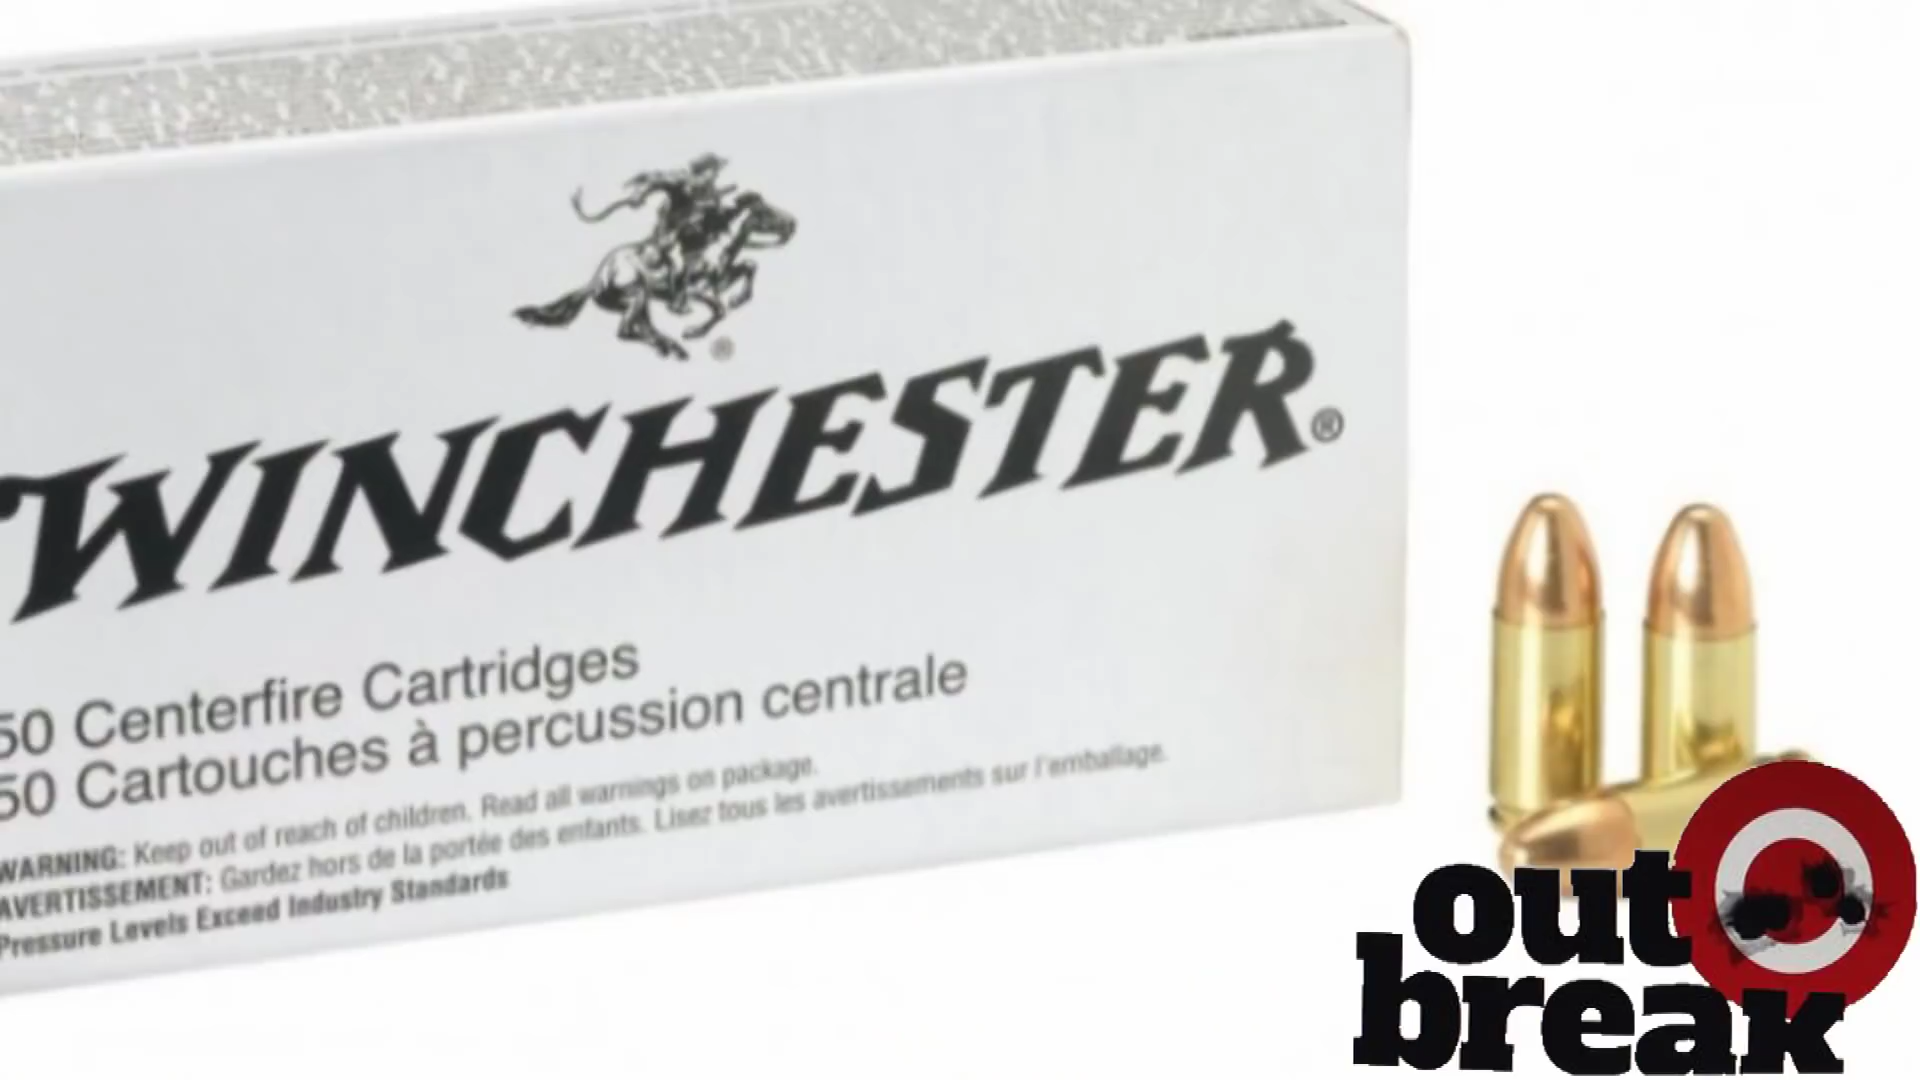 WINCHESTER®
50 Centerfire Cartridges
50 Cartouches à percussion centrale
WARNING: Keep out of reach of children. Read all warnings on package.
AVERTISSEMENT: Gardez hors de la portée des enfants. Lisez tous les avertissements sur l'emballage.
Pressure Levels Exceed Industry Standards
out
break